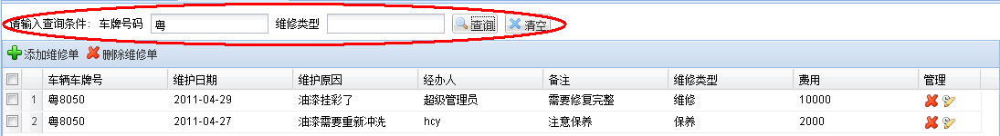 请输入查询条件: 车牌号码 粤 维修类型 查询 清空
添加维修单 删除维修单
车辆车牌号 维护日期 维护原因 经办人 备注 维修类型 费用 管理
1 粤8050 2011-04-29 油漆挂彩了 超级管理员 需要修复完整 维修 10000
2 粤8050 2011-04-27 油漆需要重新冲洗 hcy 注意保养 保养 2000